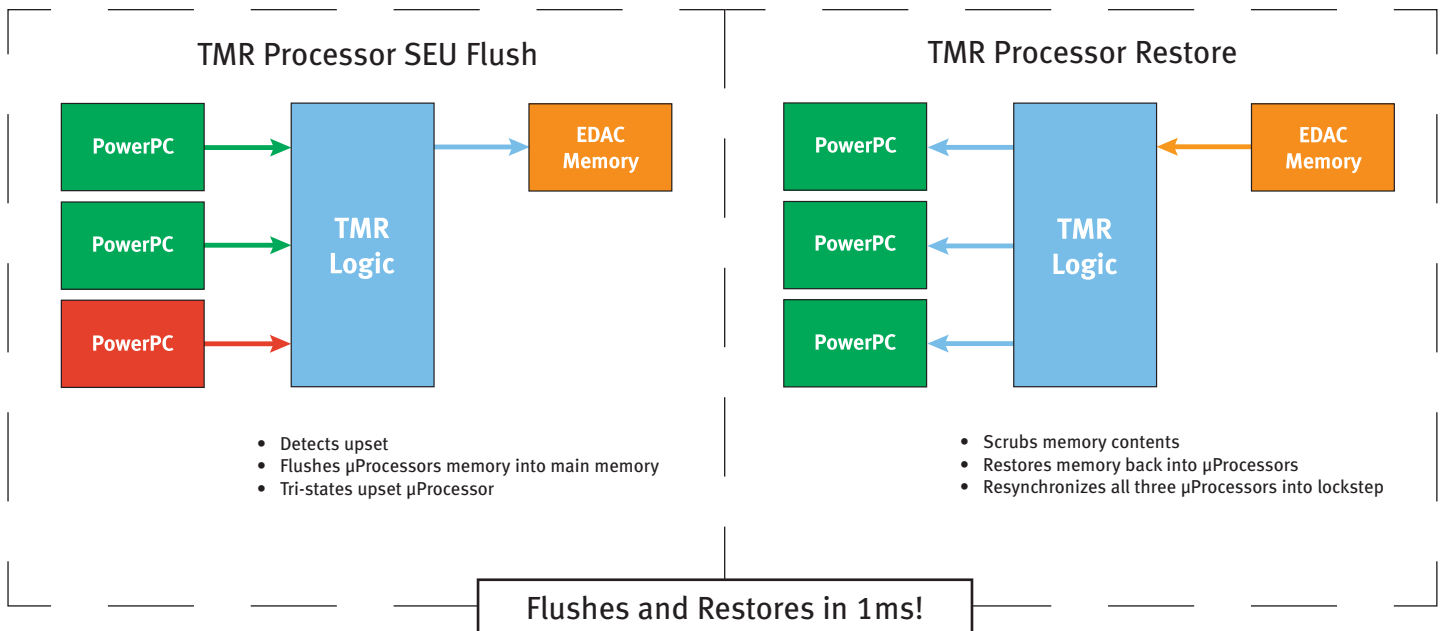 TMR Processor SEU Flush
PowerPC
PowerPC
PowerPC
TMR
Logic
EDAC
Memory
• Detects upset
• Flushes µProcessors memory into main memory
• Tri-states upset µProcessor
TMR Processor Restore
PowerPC
PowerPC
PowerPC
TMR
Logic
EDAC
Memory
• Scrubs memory contents
• Restores memory back into µProcessors
• Resynchronizes all three µProcessors into lockstep
Flushes and Restores in 1ms!